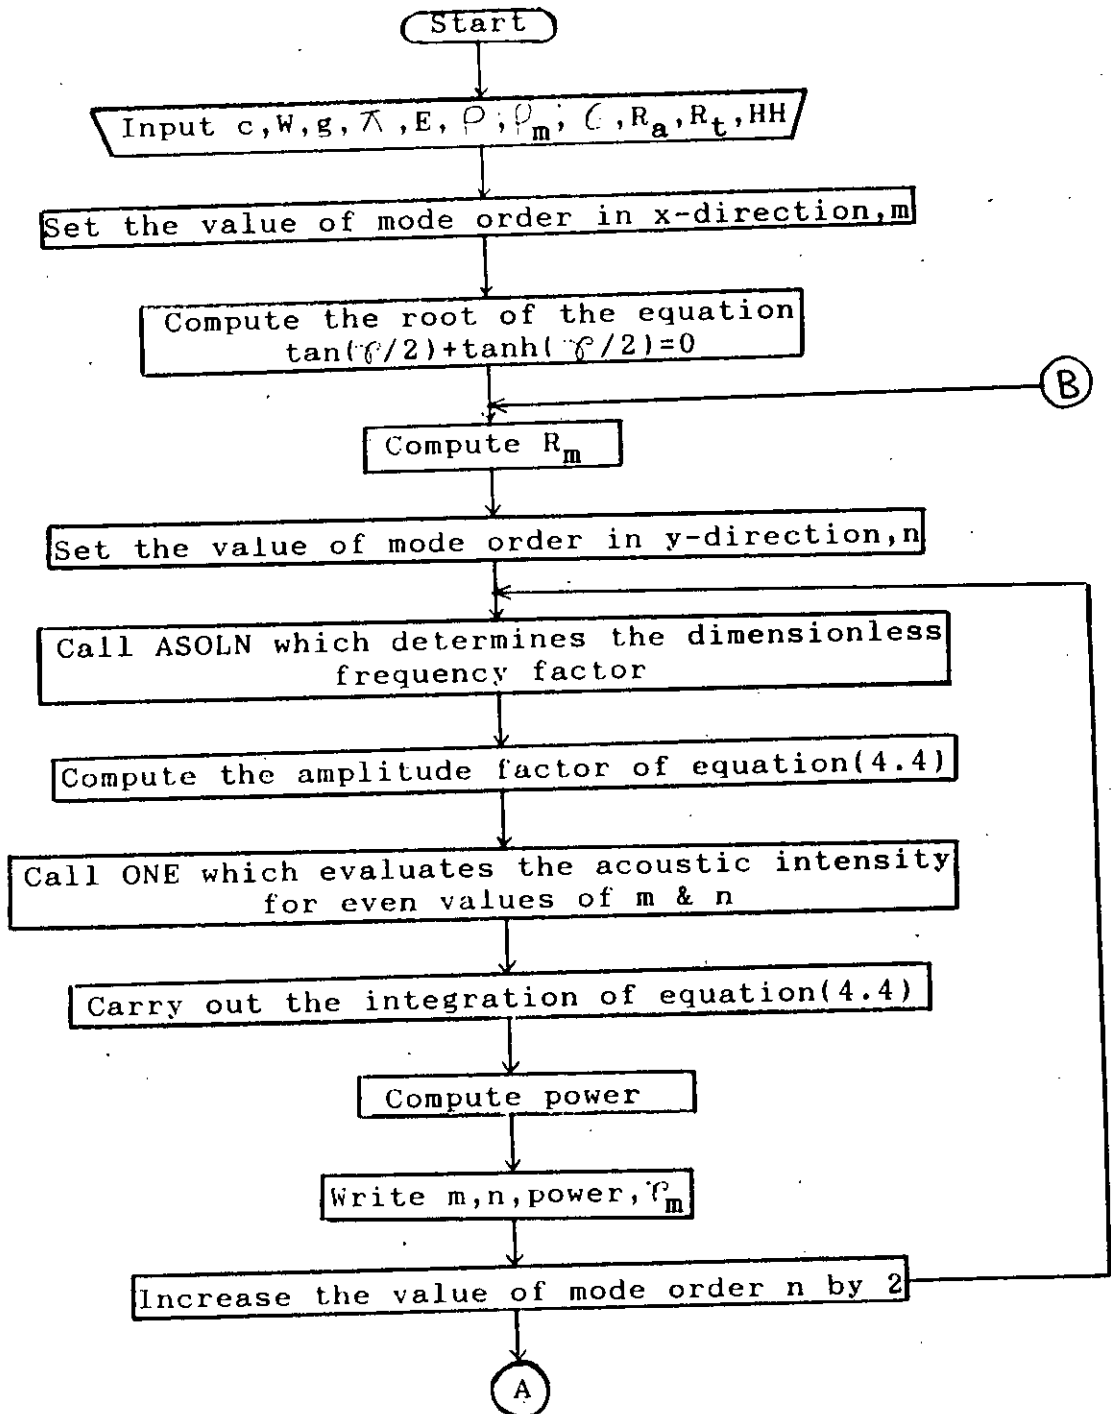 Start
Input c,W,g,π,E,ρ,ρm,C,Ra,Rt,HH
Set the value of mode order in x-direction,m
Compute the root of the equation
tan(γ/2)+tanh(γ/2)=0
B
Compute Rm
Set the value of mode order in y-direction,n
Call ASOLN which determines the dimensionless
frequency factor
Compute the amplitude factor of equation(4.4)
Call ONE which evaluates the acoustic intensity
for even values of m & n
Carry out the integration of equation(4.4)
Compute power
Write m,n,power,γm
Increase the value of mode order n by 2
A